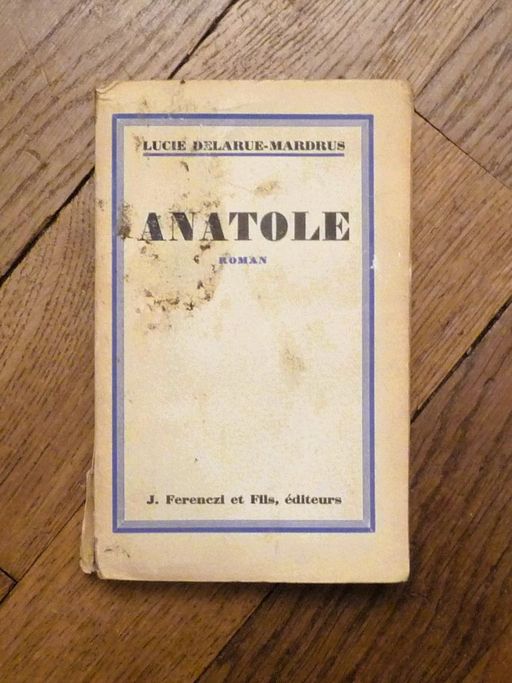 LUCIE DELARUE-MARDRUS
ANATOLE
ROMAN
J. Ferenczi et Fils, éditeurs